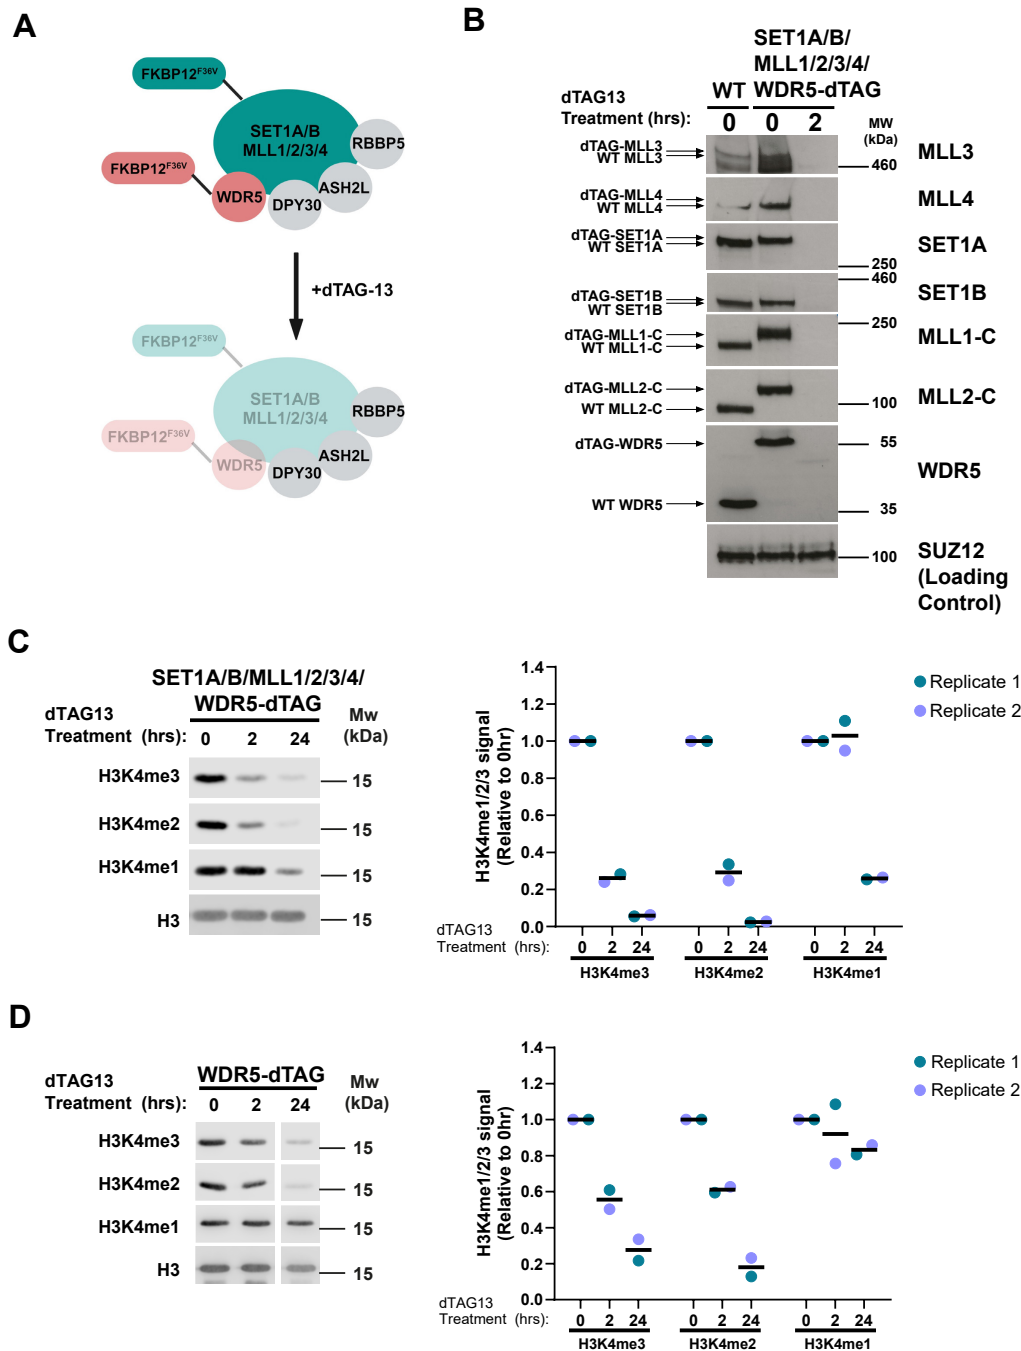 A
FKBP12F36V
SET1A/B
MLL1/2/3/4
RBBP5
FKBP12F36V
ASH2L
WDR5
DPY30
+dTAG-13
FKBP12F36V
SET1A/B
MLL1/2/3/4
RBBP5
FKBP12F36V
ASH2L
WDR5
DPY30
B
SET1A/B/
MLL1/2/3/4/
WT WDR5-dTAG
dTAG13
Treatment (hrs): 0 0 2
MW
(kDa)
dTAG-MLL3
WT MLL3
460
MLL3
dTAG-MLL4
WT MLL4
MLL4
dTAG-SET1A
WT SET1A
250
SET1A
460
dTAG-SET1B
WT SET1B
SET1B
250
dTAG-MLL1-C
WT MLL1-C
MLL1-C
dTAG-MLL2-C
WT MLL2-C
100
MLL2-C
dTAG-WDR5
55
WDR5
WT WDR5
35
100
SUZ12
(Loading
Control)
C
SET1A/B/MLL1/2/3/4/
WDR5-dTAG
dTAG13
Treatment (hrs): 0 2 24
Mw
(kDa)
H3K4me3 15
H3K4me2 15
H3K4me1 15
H3 15
H3K4me1/2/3 signal
(Relative to 0hr)
1.4
1.2
1.0
0.8
0.6
0.4
0.2
0.0
dTAG13
Treatment (hrs): 0 2 24 0 2 24 0 2 24
H3K4me3 H3K4me2 H3K4me1
Replicate 1
Replicate 2
D
WDR5-dTAG
dTAG13
Treatment (hrs): 0 2 24
Mw
(kDa)
H3K4me3 15
H3K4me2 15
H3K4me1 15
H3 15
H3K4me1/2/3 signal
(Relative to 0hr)
1.4
1.2
1.0
0.8
0.6
0.4
0.2
0.0
dTAG13
Treatment (hrs): 0 2 24 0 2 24 0 2 24
H3K4me3 H3K4me2 H3K4me1
Replicate 1
Replicate 2